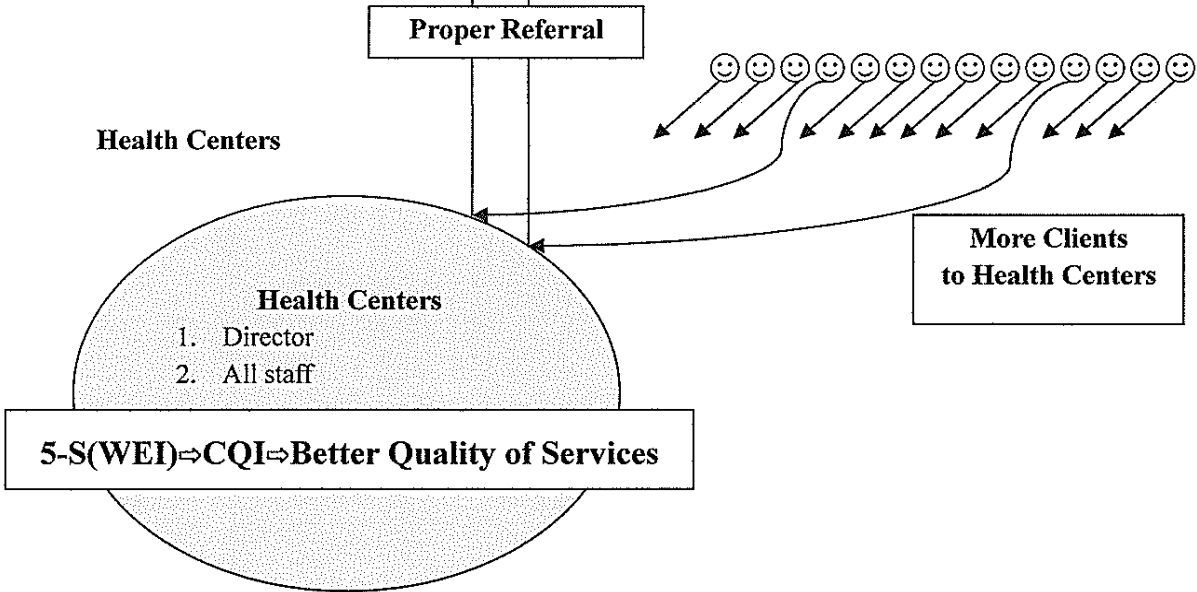 Proper Referral
Health Centers
More Clients
to Health Centers
Health Centers
1. Director
2. All staff
5-S(WEI)⇨CQI⇨Better Quality of Services